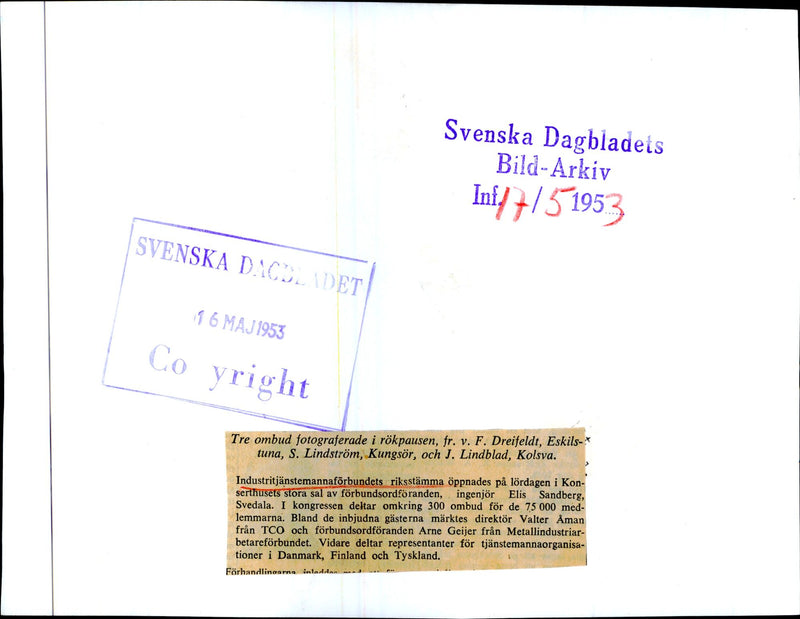 Svenska Dagbladets
Bild-Arkiv
Inf. 17/5 1953
SVENSKA DAGBLADET
16 MAJ 1953
Co yright
Tre ombud fotograferade i rökpausen, fr. v. F. Dreifeldt, Eskils-
tuna, S. Lindström, Kungsör, och J. Lindblad, Kolsva.
Industritjänstemannaförbundets riksstämma öppnades på lördagen i Kon-
serthusets stora sal av förbundsordföranden, ingenjör Elis Sandberg,
Svedala. I kongressen deltar omkring 300 ombud för de 75 000 med-
lemmarna. Bland de inbjudna gästerna märktes direktör Valter Åman
från TCO och förbundsordföranden Arne Geijer från Metallindustriar-
betareförbundet. Vidare deltar representanter för tjänstemannaorganisa-
tioner i Danmark, Finland och Tyskland.
Förhandlingarna